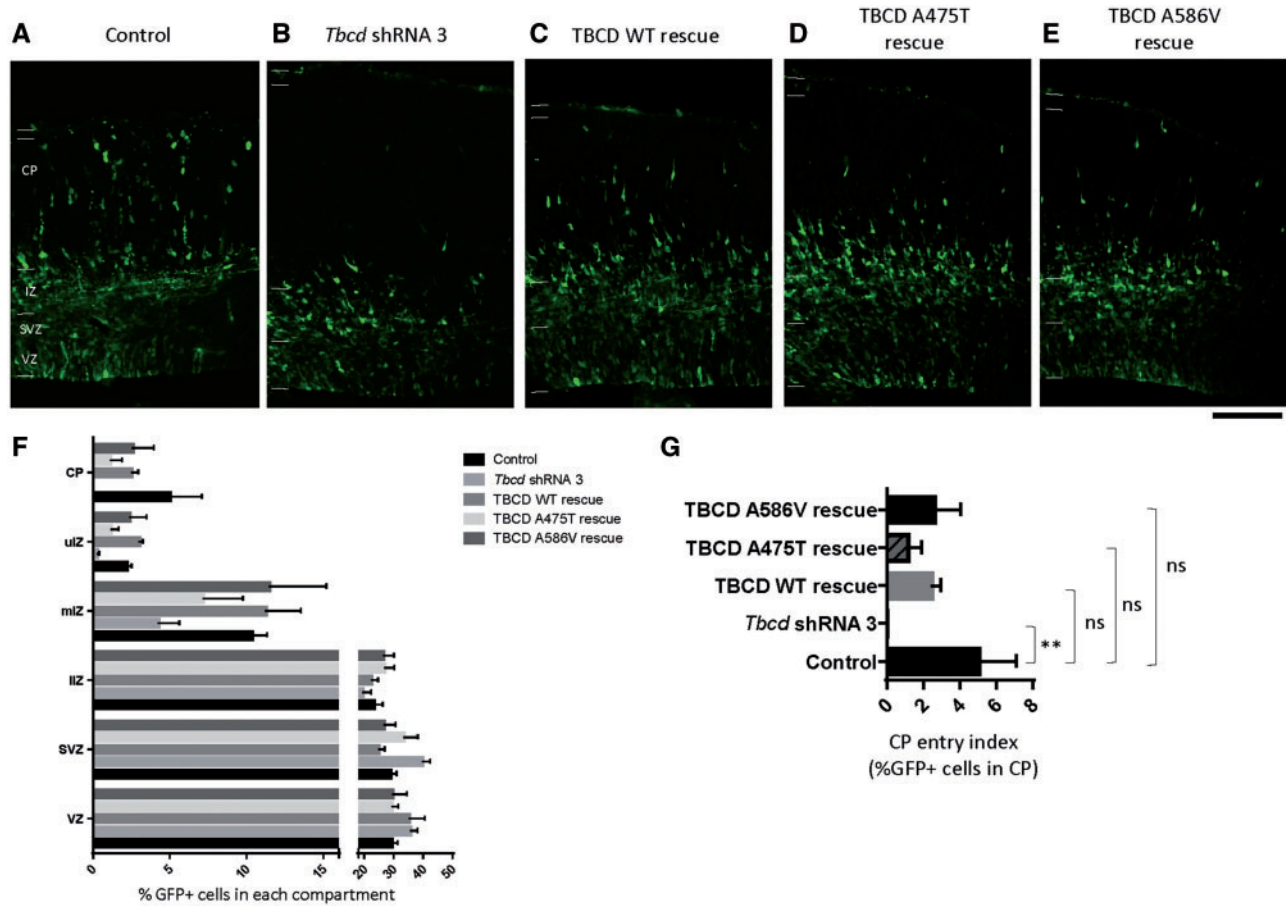 A Control
B Tbcd shRNA 3
C TBCD WT rescue
D TBCD A475T
rescue
E TBCD A586V
rescue
CP
IZ
SVZ
VZ
F
CP
uIZ
mIZ
lIZ
SVZ
VZ
0 5 10 15 20 30 40 50
% GFP+ cells in each compartment
Control
Tbcd shRNA 3
TBCD WT rescue
TBCD A475T rescue
TBCD A586V rescue
G
TBCD A586V rescue
TBCD A475T rescue
TBCD WT rescue
Tbcd shRNA 3
Control
** ns ns ns
0 2 4 6 8
CP entry index
(%GFP+ cells in CP)